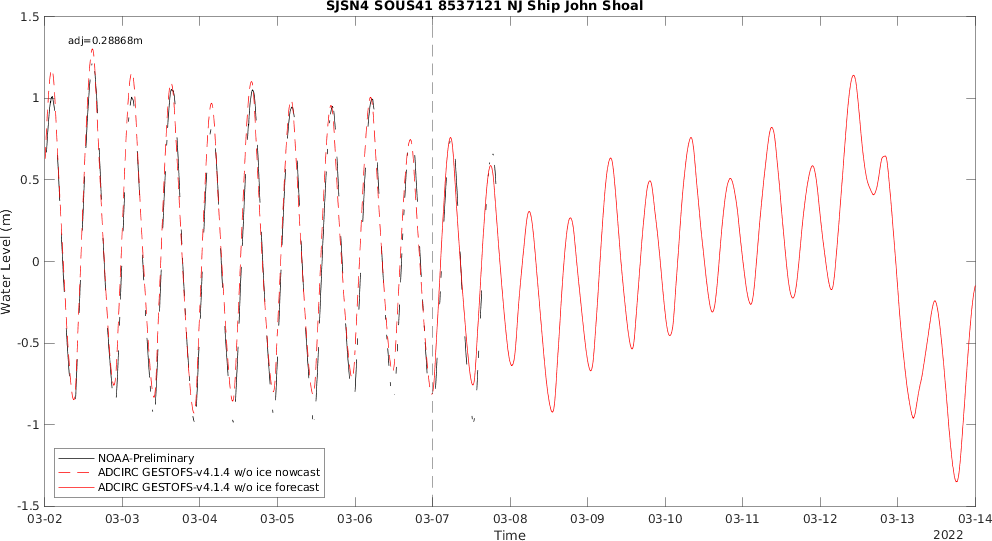 SJSN4 SOUS41 8537121 NJ Ship John Shoal
adj=0.28868m
1.5
1
0.5
0
-0.5
-1
-1.5
Water Level (m)
NOAA-Preliminary
ADCIRC GESTOFS-v4.1.4 w/o ice nowcast
ADCIRC GESTOFS-v4.1.4 w/o ice forecast
03-02 03-03 03-04 03-05 03-06 03-07 03-08 03-09 03-10 03-11 03-12 03-13 03-14
Time
2022